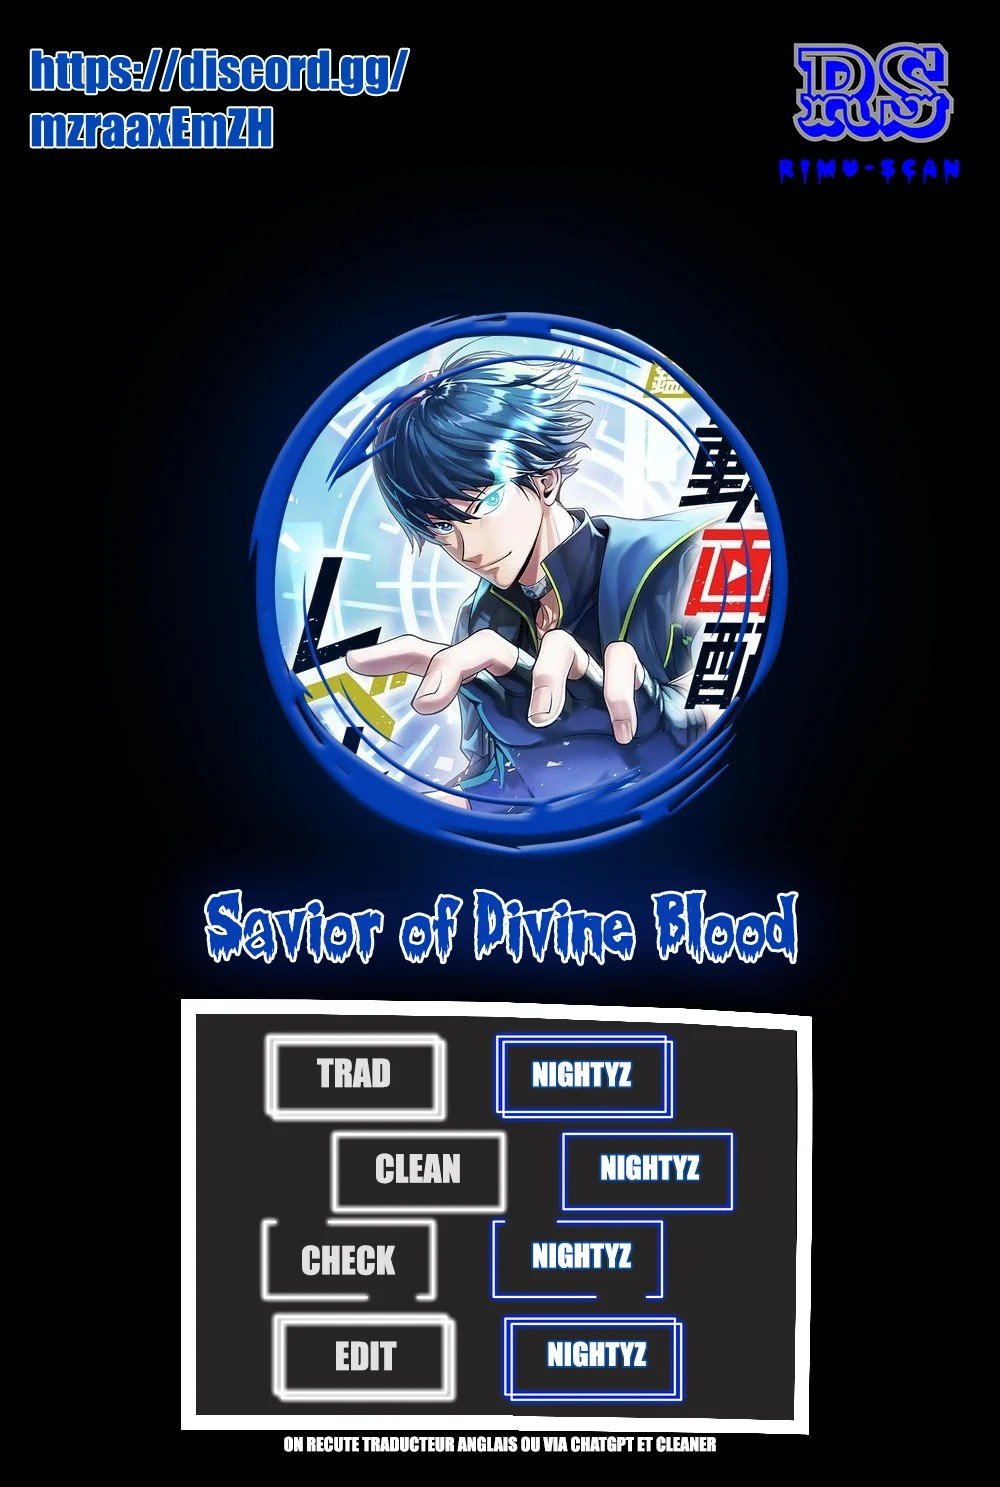 https://discord.gg/
mzraaxEmZH
RS
RIMU-SCAN
Savior of Divine Blood
TRAD
NIGHTYZ
CLEAN
NIGHTYZ
CHECK
NIGHTYZ
EDIT
NIGHTYZ
ON RECUTE TRADUCTEUR ANGLAIS OU VIA CHATGPT ET CLEANER